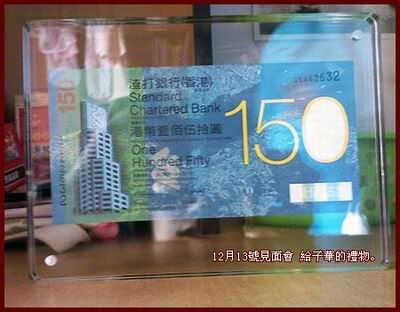 渣打銀行(香港)
Standard
Chartered Bank
港幣壹佰伍拾圓
One
Hundred Fifty
150
150
12月13號見面會 給子華的禮物。